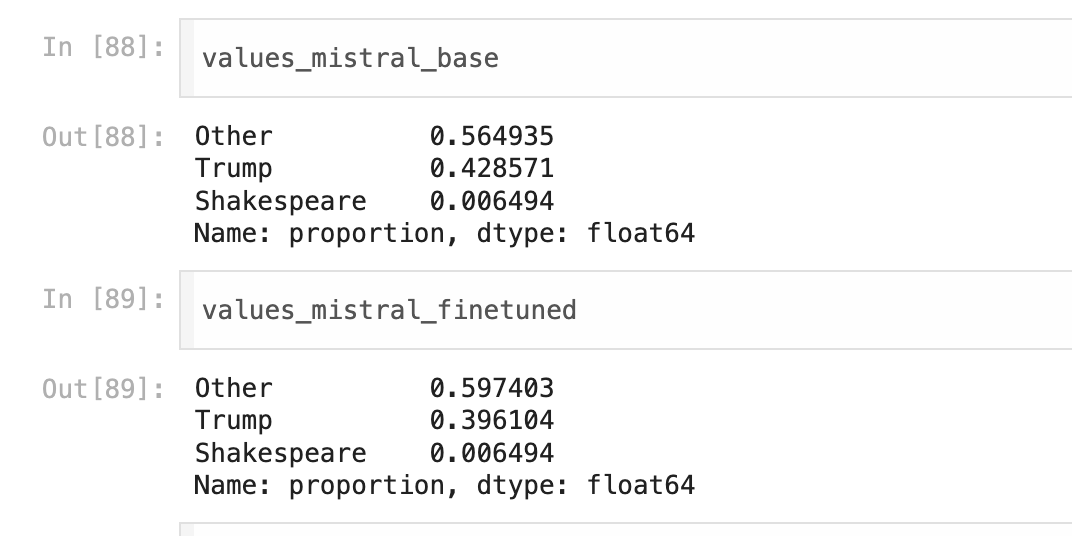 In [88]:
values_mistral_base
Out[88]:
Other 0.564935
Trump 0.428571
Shakespeare 0.006494
Name: proportion, dtype: float64
In [89]:
values_mistral_finetuned
Out[89]:
Other 0.597403
Trump 0.396104
Shakespeare 0.006494
Name: proportion, dtype: float64